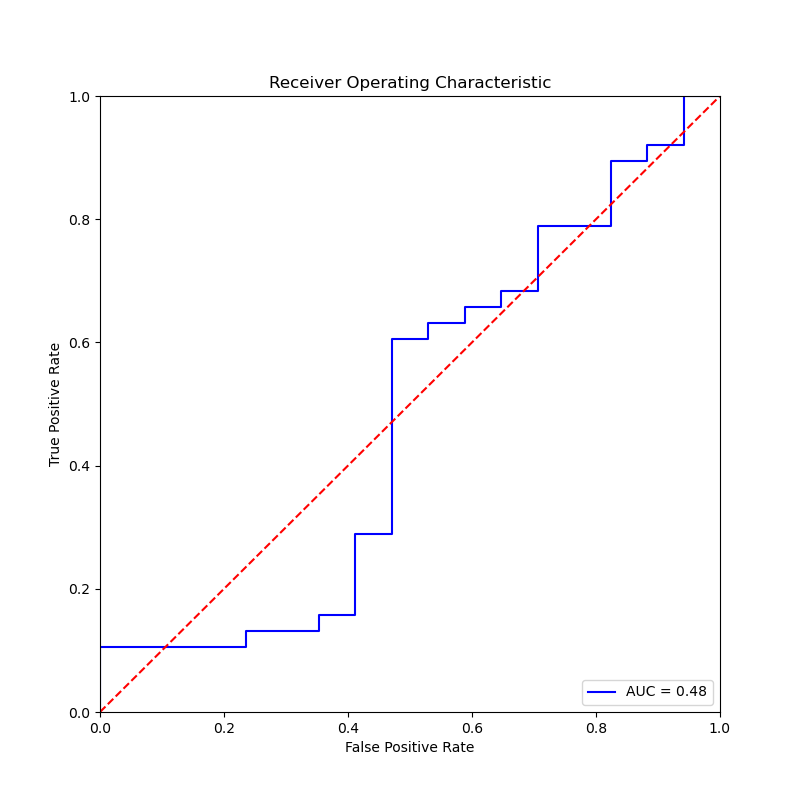 Receiver Operating Characteristic
1.0
0.8
0.6
0.4
0.2
0.0
True Positive Rate
AUC = 0.48
0.0 0.2 0.4 0.6 0.8 1.0
False Positive Rate